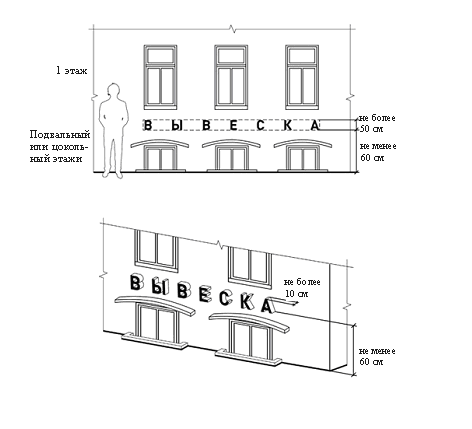 1 этаж
В Ы В Е С К А
не более
50 см
Подвальный
или цоколь-
ный этажи
не менее
60 см
ВЫВЕСКА
не более
10 см
не менее
60 см